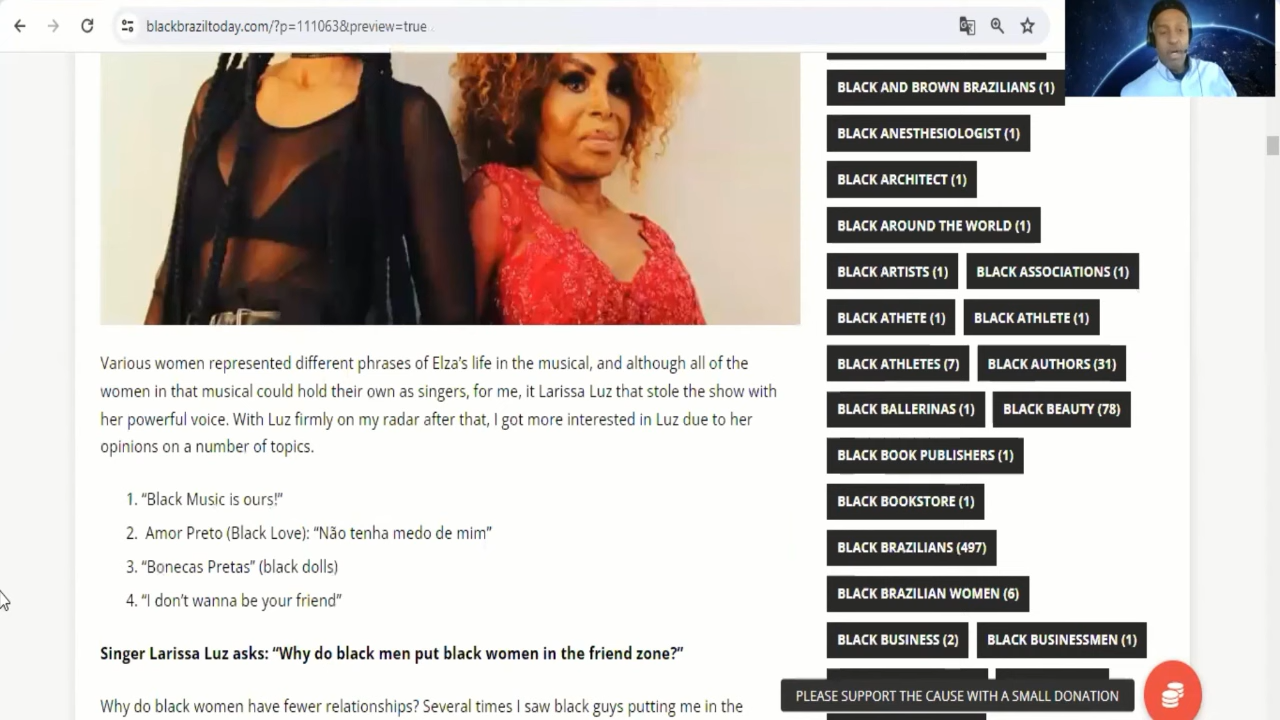 blackbraziltoday.com/?p=111063&preview=true
Various women represented different phrases of Elza's life in the musical, and although all of the
women in that musical could hold their own as singers, for me, it Larissa Luz that stole the show with
her powerful voice. With Luz firmly on my radar after that, I got more interested in Luz due to her
opinions on a number of topics.
1. “Black Music is ours!”
2. Amor Preto (Black Love): “Não tenha medo de mim”
3. “Bonecas Pretas” (black dolls)
4. “I don’t wanna be your friend”
Singer Larissa Luz asks: “Why do black men put black women in the friend zone?”
Why do black women have fewer relationships? Several times I saw black guys putting me in the
BLACK AND BROWN BRAZILIANS (1)
BLACK ANESTHESIOLOGIST (1)
BLACK ARCHITECT (1)
BLACK AROUND THE WORLD (1)
BLACK ARTISTS (1) BLACK ASSOCIATIONS (1)
BLACK ATHETE (1) BLACK ATHLETE (1)
BLACK ATHLETES (7) BLACK AUTHORS (31)
BLACK BALLERINAS (1) BLACK BEAUTY (78)
BLACK BOOK PUBLISHERS (1)
BLACK BOOKSTORE (1)
BLACK BRAZILIANS (497)
BLACK BRAZILIAN WOMEN (6)
BLACK BUSINESS (2) BLACK BUSINESSMEN (1)
PLEASE SUPPORT THE CAUSE WITH A SMALL DONATION